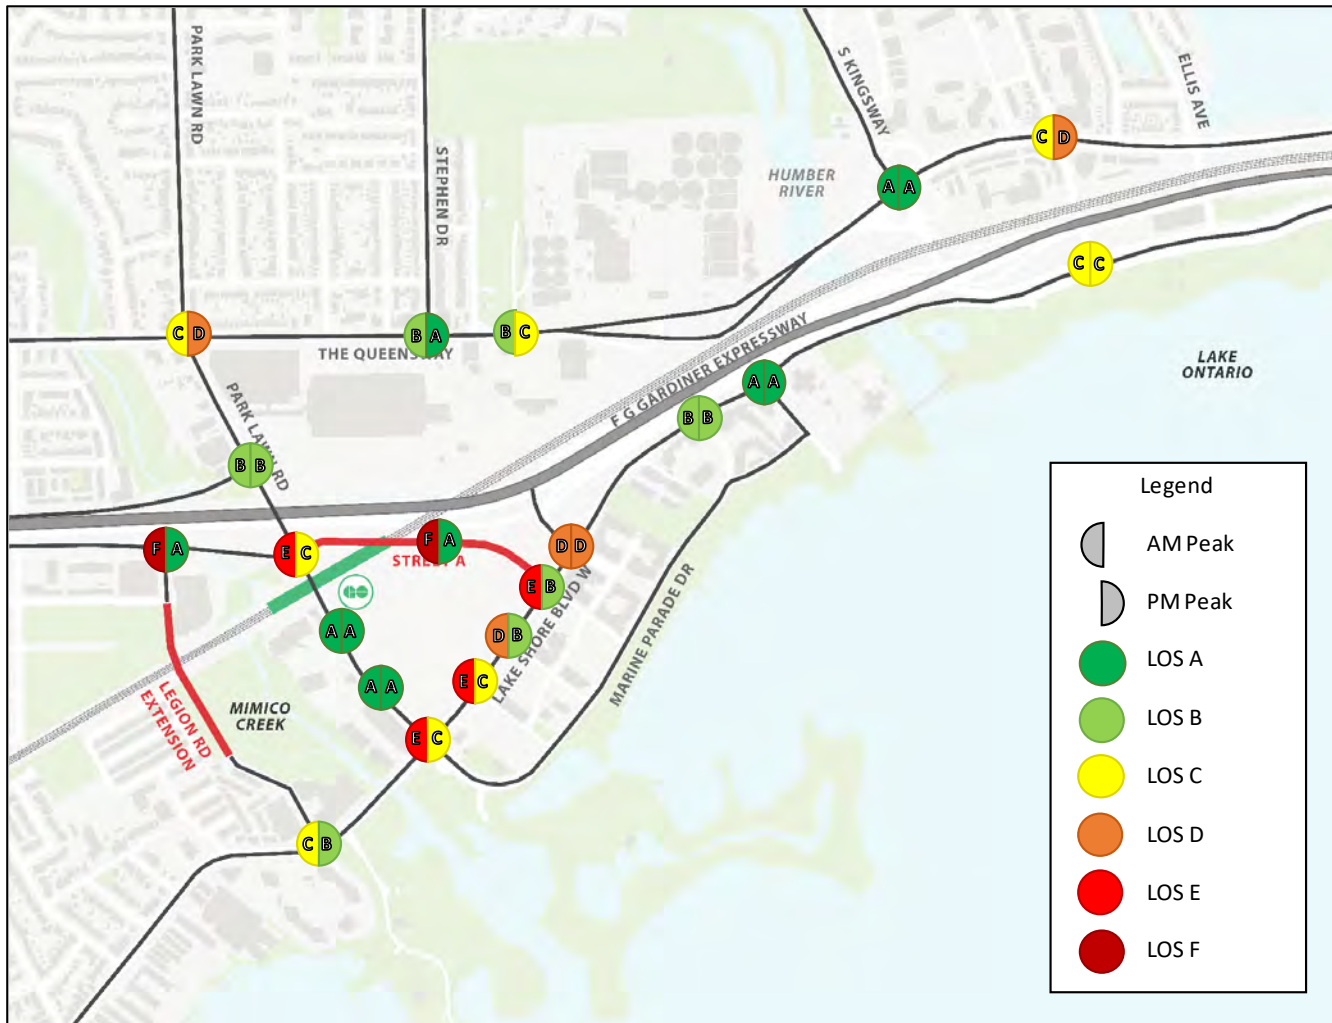 PARK LAWN RD
STEPHEN DR
S KINGSWAY
ELLIS AVE
HUMBER
RIVER
C D
A A
C C
C D
B A
B C
THE QUEENSWAY
F G GARDINER EXPRESSWAY
LAKE
ONTARIO
A A
B B
PARK LAWN RD
B B
F A
E C
F A
STREET A
D D
E B
A A
D B
LAKE SHORE BLVD W
MARINE PARADE DR
A A
E C
LEGION RD
EXTENSION
MIMICO
CREEK
E C
C B
Legend
AM Peak
PM Peak
LOS A
LOS B
LOS C
LOS D
LOS E
LOS F